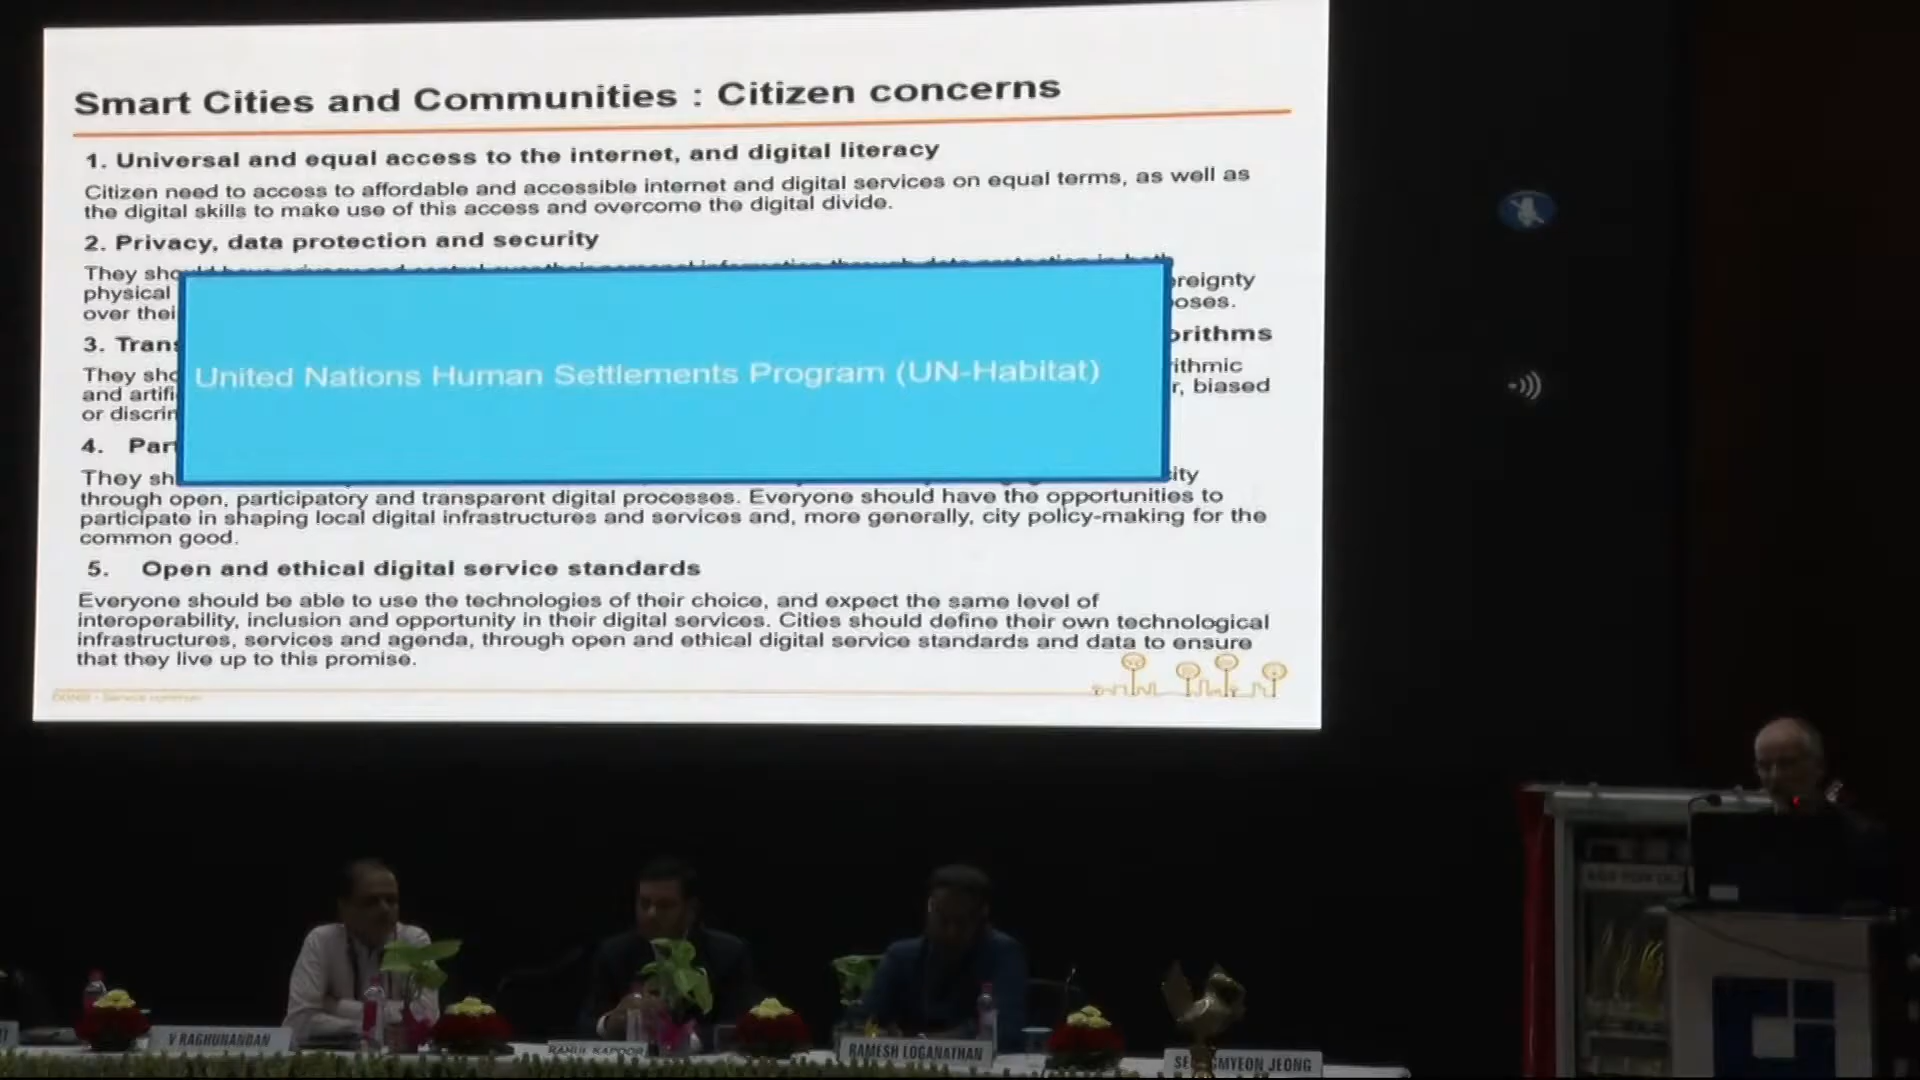 Smart Cities and Communities : Citizen concerns
1. Universal and equal access to the internet, and digital literacy
Citizen need to access to affordable and accessible internet and digital services on equal terms, as well as
the digital skills to make use of this access and overcome the digital divide.
2. Privacy, data protection and security
They
physical reignty
over oses.
3. orithms
They ithmic
and r, biased
or
United Nations Human Settlements Program (UN-Habitat)
4.
They ity
through open, participatory and transparent digital processes. Everyone should have the opportunities to
participate in shaping local digital infrastructures and services and, more generally, city policy-making for the
common good.
5. Open and ethical digital service standards
Everyone should be able to use the technologies of their choice, and expect the same level of
interoperability, inclusion and opportunity in their digital services. Cities should define their own technological
infrastructures, services and agenda, through open and ethical digital service standards and data to ensure
that they live up to this promise.
V RAGHUNANDAN
RAHUL KAPOOR
RAMESH LOGANATHAN
MYEON JEONG